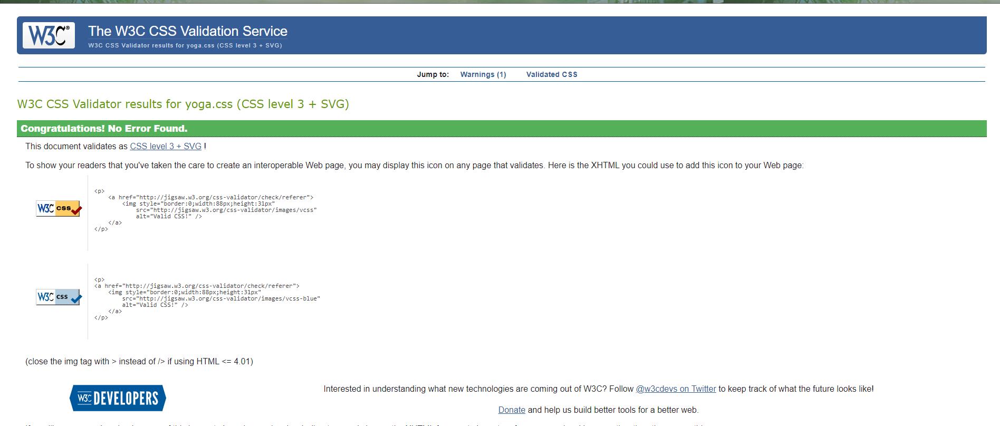 W3C®
The W3C CSS Validation Service
W3C CSS Validator results for yoga.css (CSS level 3 + SVG)
Jump to: Warnings (1) Validated CSS
W3C CSS Validator results for yoga.css (CSS level 3 + SVG)
Congratulations! No Error Found.
This document validates as CSS level 3 + SVG !
To show your readers that you've taken the care to create an interoperable Web page, you may display this icon on any page that validates. Here is the XHTML you could use to add this icon to your Web page:
W3C css
<p>
<a href="http://jigsaw.w3.org/css-validator/check/referer">
<img style="border:0;width:88px;height:31px"
src="http://jigsaw.w3.org/css-validator/images/vcss"
alt="Valid CSS!" />
</a>
</p>
W3C css
<p>
<a href="http://jigsaw.w3.org/css-validator/check/referer">
<img style="border:0;width:88px;height:31px"
src="http://jigsaw.w3.org/css-validator/images/vcss-blue"
alt="Valid CSS!" />
</a>
</p>
(close the img tag with > instead of /> if using HTML <= 4.01)
W3C DEVELOPERS
Interested in understanding what new technologies are coming out of W3C? Follow @w3cdevs on Twitter to keep track of what the future looks like!
Donate and help us build better tools for a better web.